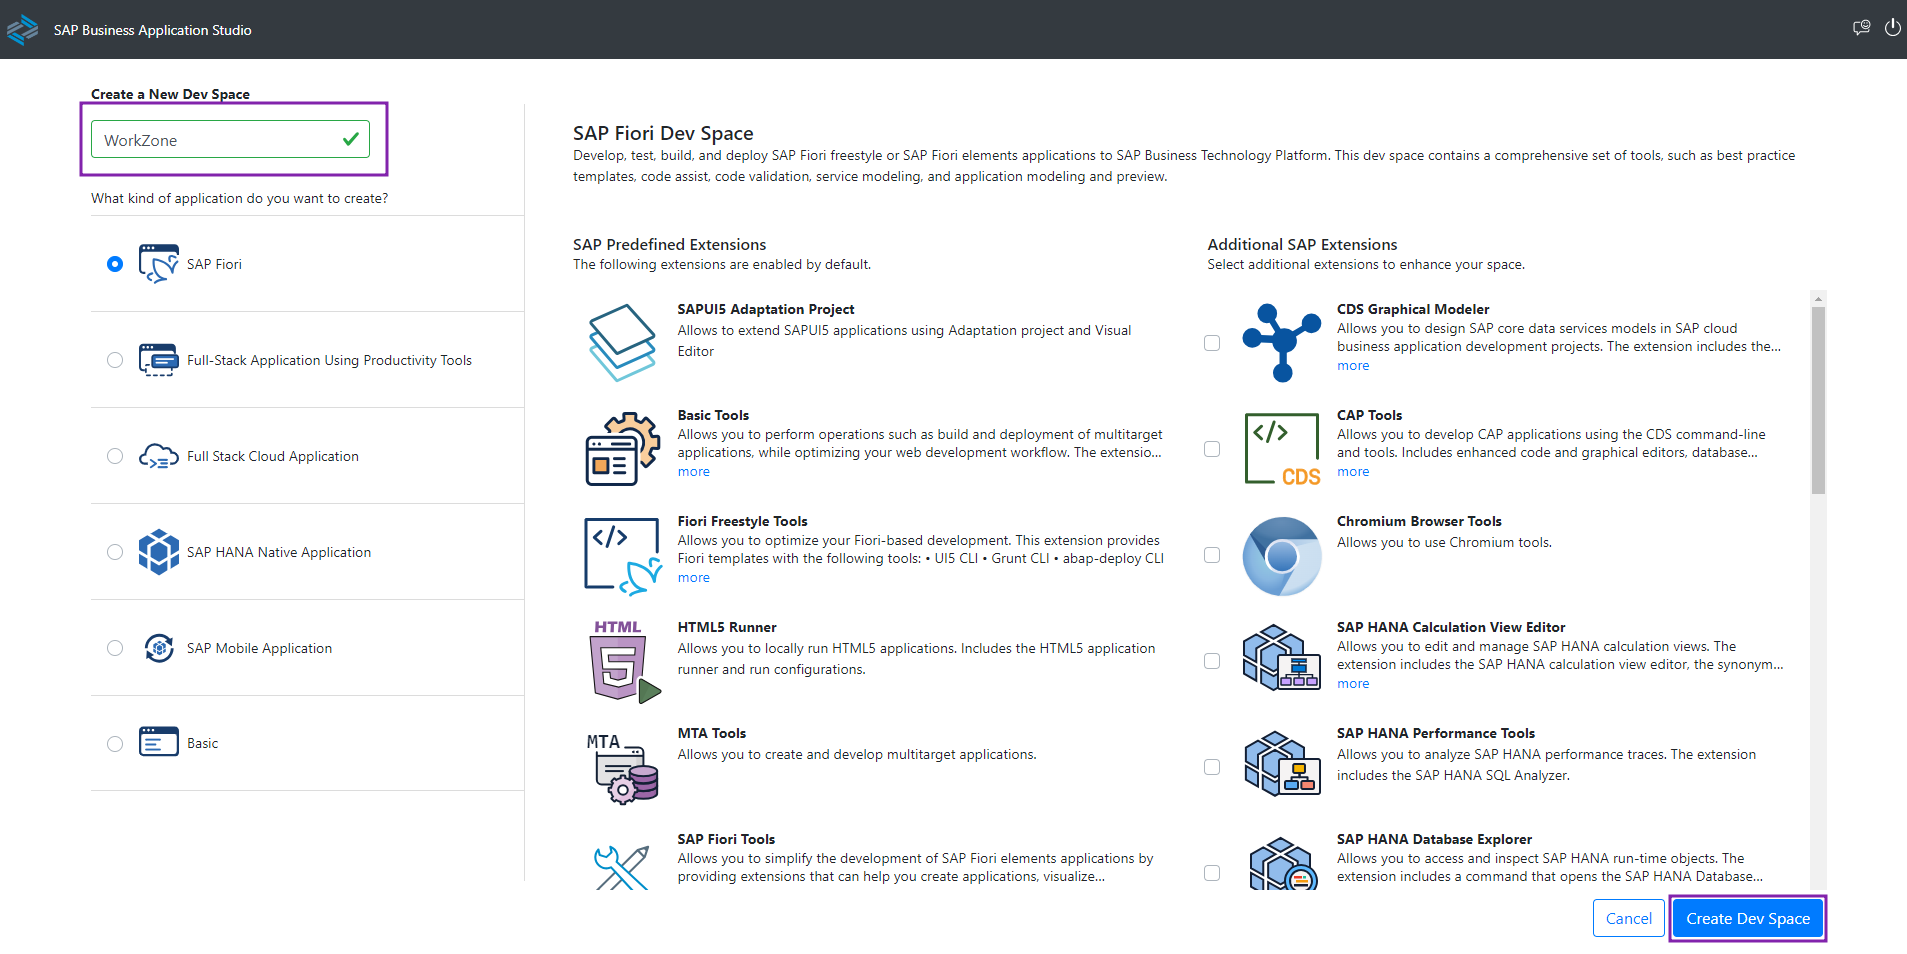 SAP Business Application Studio
Create a New Dev Space
WorkZone
What kind of application do you want to create?
SAP Fiori
Full-Stack Application Using Productivity Tools
Full Stack Cloud Application
SAP HANA Native Application
SAP Mobile Application
Basic
SAP Fiori Dev Space
Develop, test, build, and deploy SAP Fiori freestyle or SAP Fiori elements applications to SAP Business Technology Platform. This dev space contains a comprehensive set of tools, such as best practice
templates, code assist, code validation, service modeling, and application modeling and preview.
SAP Predefined Extensions
The following extensions are enabled by default.
SAPUI5 Adaptation Project
Allows to extend SAPUI5 applications using Adaptation project and Visual
Editor
Basic Tools
Allows you to perform operations such as build and deployment of multitarget
applications, while optimizing your web development workflow. The extensio...
more
</>
Fiori Freestyle Tools
Allows you to optimize your Fiori-based development. This extension provides
Fiori templates with the following tools: • UI5 CLI • Grunt CLI • abap-deploy CLI
more
HTML
5
HTML5 Runner
Allows you to locally run HTML5 applications. Includes the HTML5 application
runner and run configurations.
MTA
MTA Tools
Allows you to create and develop multitarget applications.
SAP Fiori Tools
Allows you to simplify the development of SAP Fiori elements applications by
providing extensions that can help you create applications, visualize...
Additional SAP Extensions
Select additional extensions to enhance your space.
CDS Graphical Modeler
Allows you to design SAP core data services models in SAP cloud
business application development projects. The extension includes the...
more
</>
CDS
CAP Tools
Allows you to develop CAP applications using the CDS command-line
and tools. Includes enhanced code and graphical editors, database...
more
Chromium Browser Tools
Allows you to use Chromium tools.
SAP HANA Calculation View Editor
Allows you to edit and manage SAP HANA calculation views. The
extension includes the SAP HANA calculation view editor, the synonym...
more
SAP HANA Performance Tools
Allows you to analyze SAP HANA performance traces. The extension
includes the SAP HANA SQL Analyzer.
SAP HANA Database Explorer
Allows you to access and inspect SAP HANA run-time objects. The
extension includes a command that opens the SAP HANA Database...
Cancel
Create Dev Space